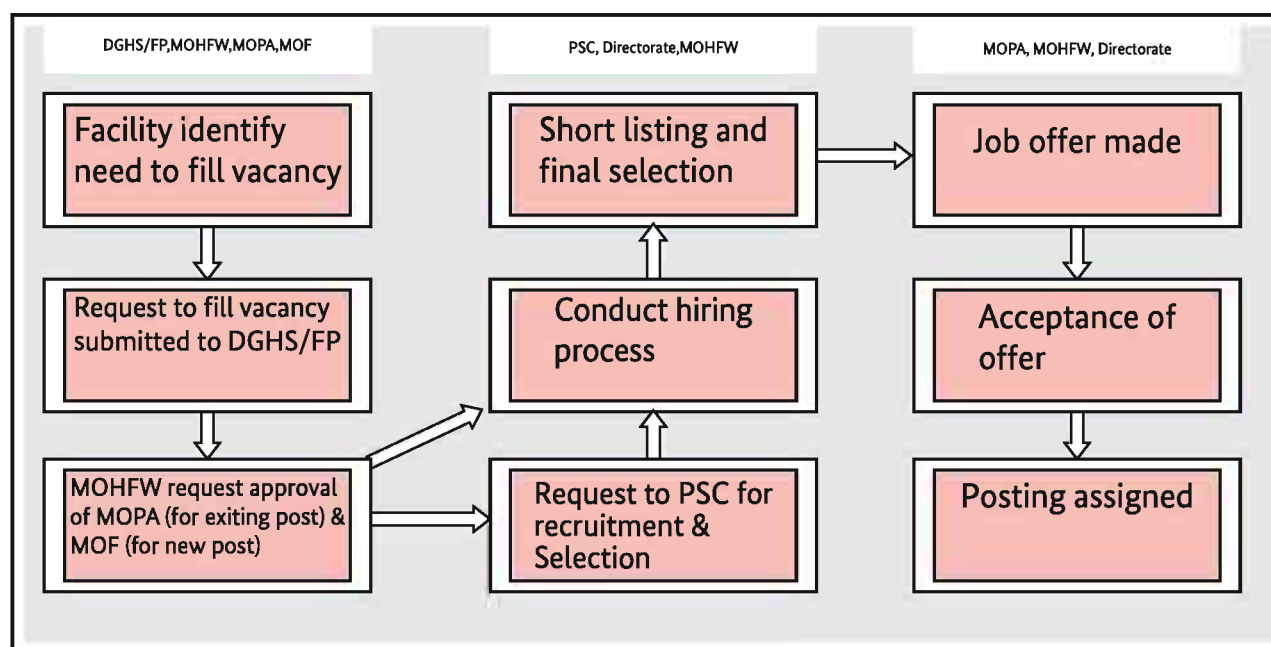 DGHS/FP,MOHFW,MOPA,MOF
Facility identify
need to fill vacancy
Request to fill vacancy
submitted to DGHS/FP
MOHFW request approval
of MOPA (for exiting post) &
MOF (for new post)
PSC, Directorate,MOHFW
Short listing and
final selection
Conduct hiring
process
Request to PSC for
recruitment &
Selection
MOPA, MOHFW, Directorate
Job offer made
Acceptance of
offer
Posting assigned